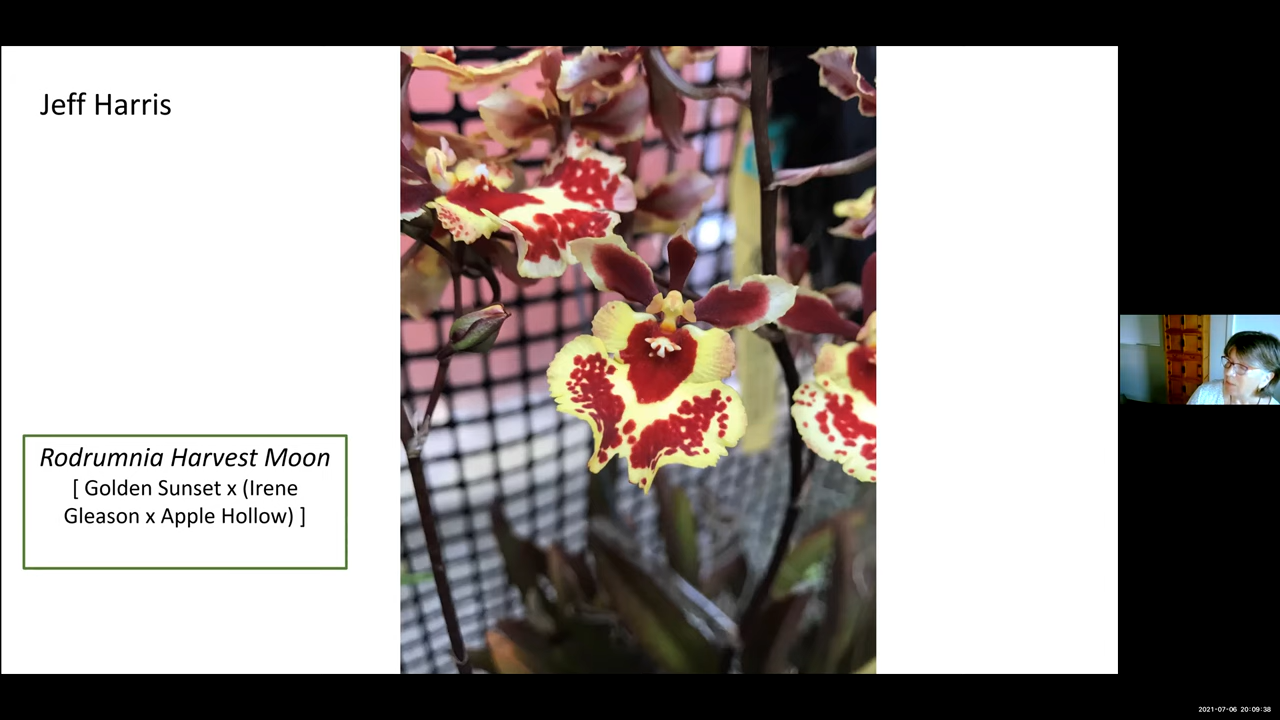 Jeff Harris
Rodrumnia Harvest Moon
[ Golden Sunset x (Irene
Gleason x Apple Hollow) ]
2021-07-06 20:09:38